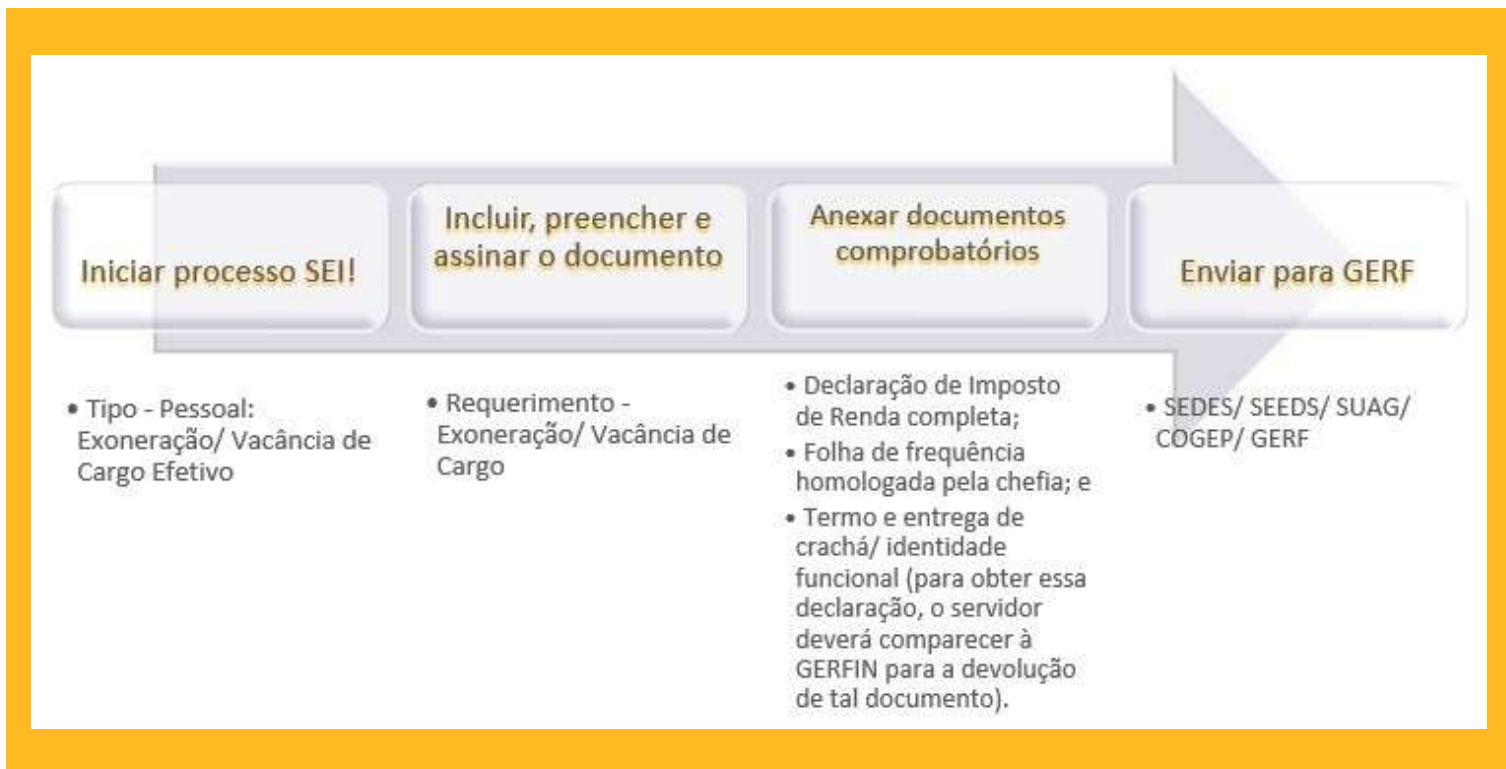 Iniciar processo SEI!
Incluir, preencher e
assinar o documento
Anexar documentos
comprobatórios
Enviar para GERF
• Tipo - Pessoal:
Exoneração/ Vacância de
Cargo Efetivo
• Requerimento -
Exoneração/ Vacância de
Cargo
• Declaração de Imposto
de Renda completa;
• Folha de frequência
homologada pela chefia; e
• Termo e entrega de
crachá/ identidade
funcional (para obter essa
declaração, o servidor
deverá comparecer à
GERFIN para a devolução
de tal documento).
• SEDES/ SEEDS/ SUAG/
COGEP/ GERF